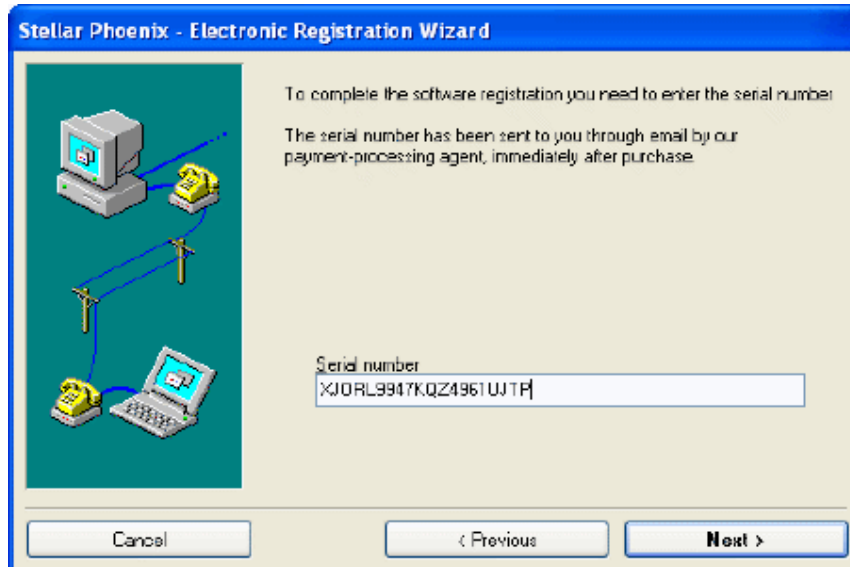 Stellar Phoenix - Electronic Registration Wizard
To complete the software registration you need to enter the serial number
The serial number has been sent to you through email by our
payment-processing agent, immediately after purchase.
Serial number
XJORL9947KQZ4961UJTP
Cancel
< Previous
Next >